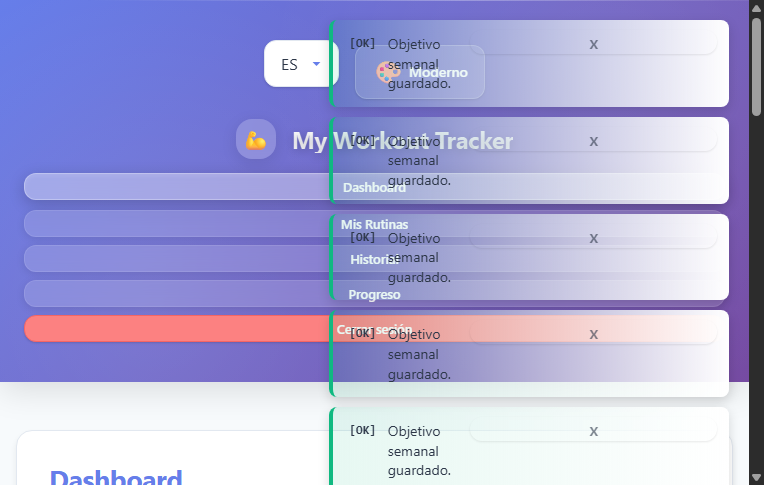 ES
Moderno
My Workout Tracker
Dashboard
Mis Rutinas
Historial
Progreso
Cerrar sesión
[OK] Objetivo semanal guardado. X
[OK] Objetivo semanal guardado. X
[OK] Objetivo semanal guardado. X
[OK] Objetivo semanal guardado. X
[OK] Objetivo semanal guardado. X
Dashboard